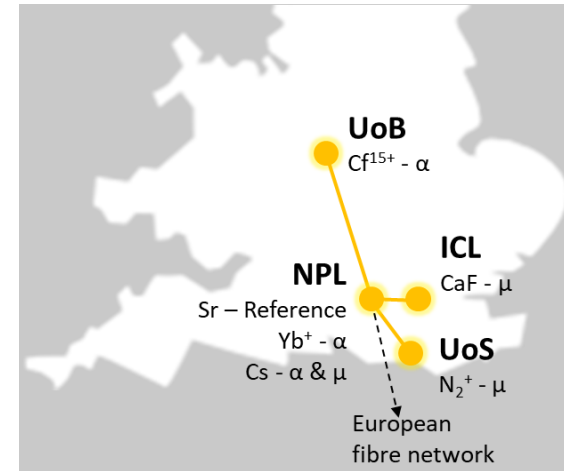 UoB
Cf¹⁵⁺ - α
ICL
CaF - μ
NPL
Sr – Reference
Yb⁺ - α
Cs - α & μ
UoS
N₂⁺ - μ
European
fibre network